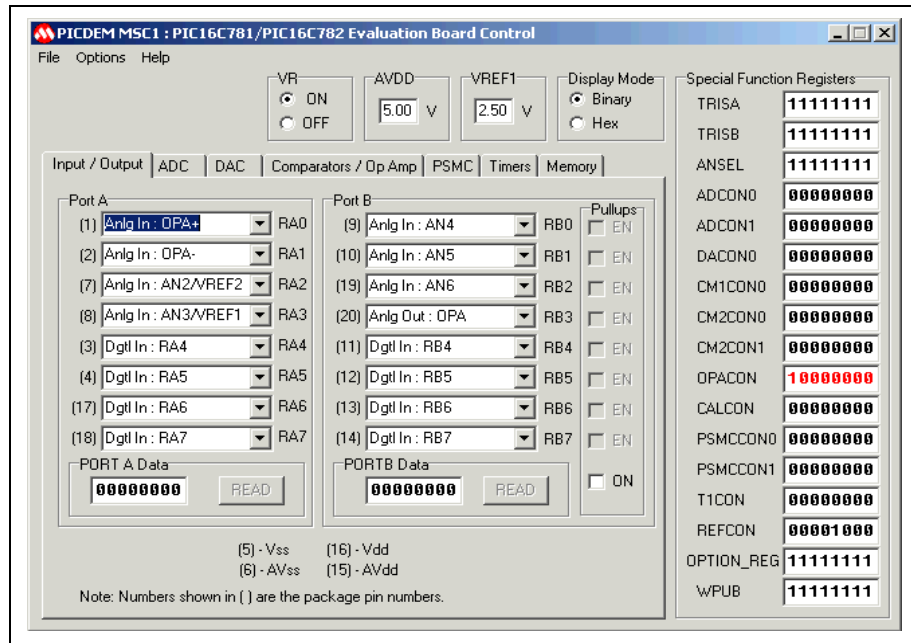 PICDEM MSC1 : PIC16C781/PIC16C782 Evaluation Board Control
File Options Help
VR
ON
OFF
AVDD
5.00 V
VREF1
2.50 V
Display Mode
Binary
Hex
Input / Output ADC DAC Comparators / Op Amp PSMC Timers Memory
Port A
(1) Anlg In : OPA+ RA0
(2) Anlg In : OPA- RA1
(7) Anlg In : AN2/VREF2 RA2
(8) Anlg In : AN3/VREF1 RA3
(3) Dgtl In : RA4 RA4
(4) Dgtl In : RA5 RA5
(17) Dgtl In : RA6 RA6
(18) Dgtl In : RA7 RA7
PORT A Data
00000000 READ
Port B
Pullups
(9) Anlg In : AN4 RB0 EN
(10) Anlg In : AN5 RB1 EN
(19) Anlg In : AN6 RB2 EN
(20) Anlg Out : OPA RB3 EN
(11) Dgtl In : RB4 RB4 EN
(12) Dgtl In : RB5 RB5 EN
(13) Dgtl In : RB6 RB6 EN
(14) Dgtl In : RB7 RB7 EN
PORTB Data
00000000 READ
ON
(5) - Vss (16) - Vdd
(6) - AVss (15) - AVdd
Note: Numbers shown in ( ) are the package pin numbers.
Special Function Registers
TRISA 11111111
TRISB 11111111
ANSEL 11111111
ADCON0 00000000
ADCON1 00000000
DACON0 00000000
CM1CON0 00000000
CM2CON0 00000000
CM2CON1 00000000
OPACON 10000000
CALCON 00000000
PSMCCON0 00000000
PSMCCON1 00000000
T1CON 00000000
REFCON 00001000
OPTION_REG 11111111
WPUB 11111111